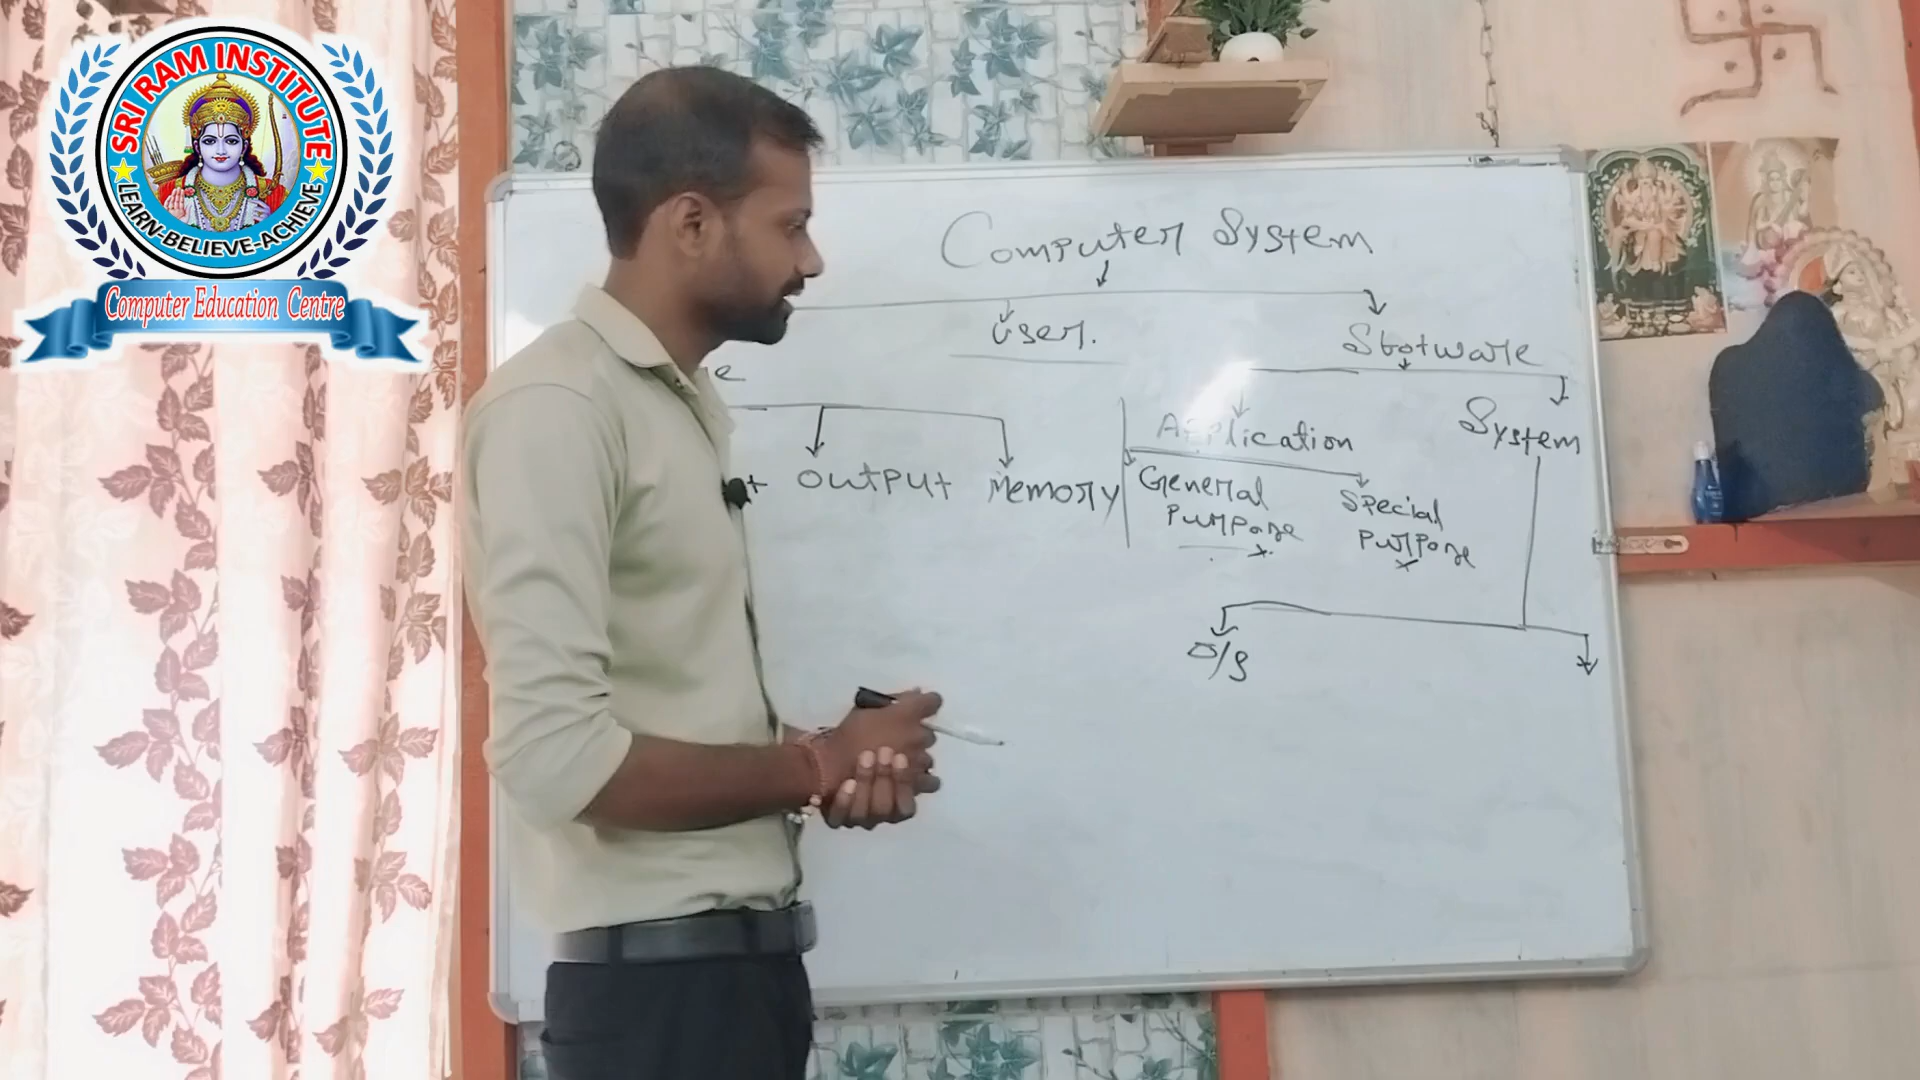 SRI RAM INSTITUTE
LEARN-BELIEVE-ACHIEVE
Computer Education Centre
Computer System
User.
Stotware
e
Application
System
t Output Memory
General
Purpose
Special
Purpose
O/S